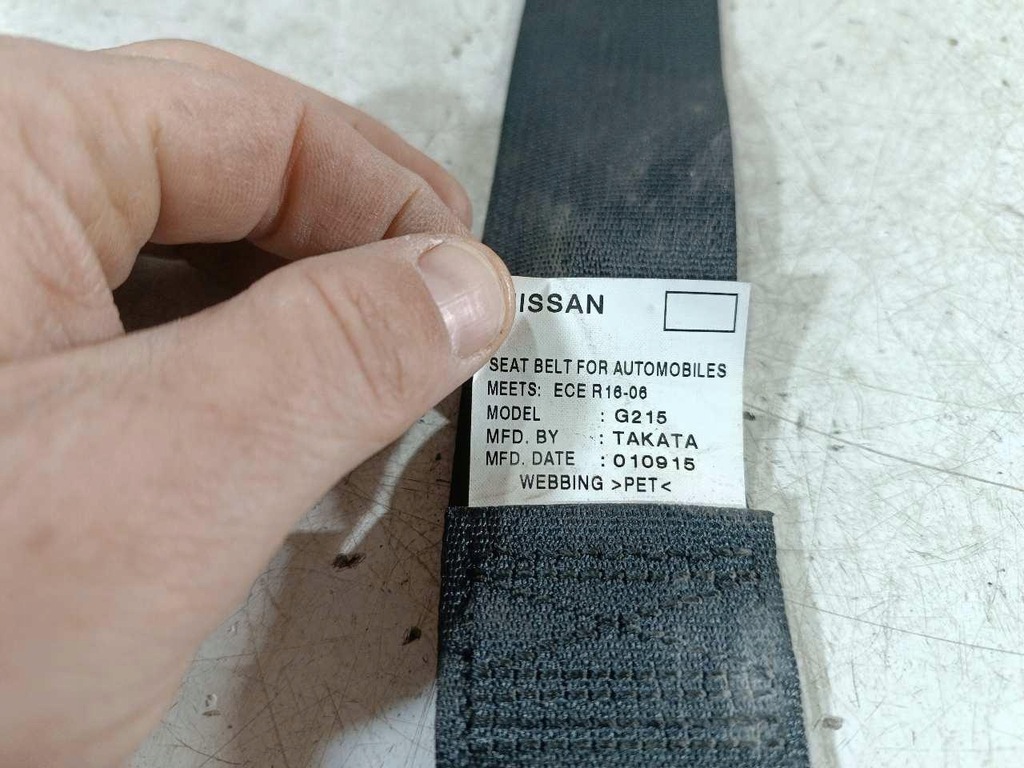 ISSAN
SEAT BELT FOR AUTOMOBILES
MEETS: ECE R16-06
MODEL : G215
MFD. BY : TAKATA
MFD. DATE : 010915
WEBBING >PET<